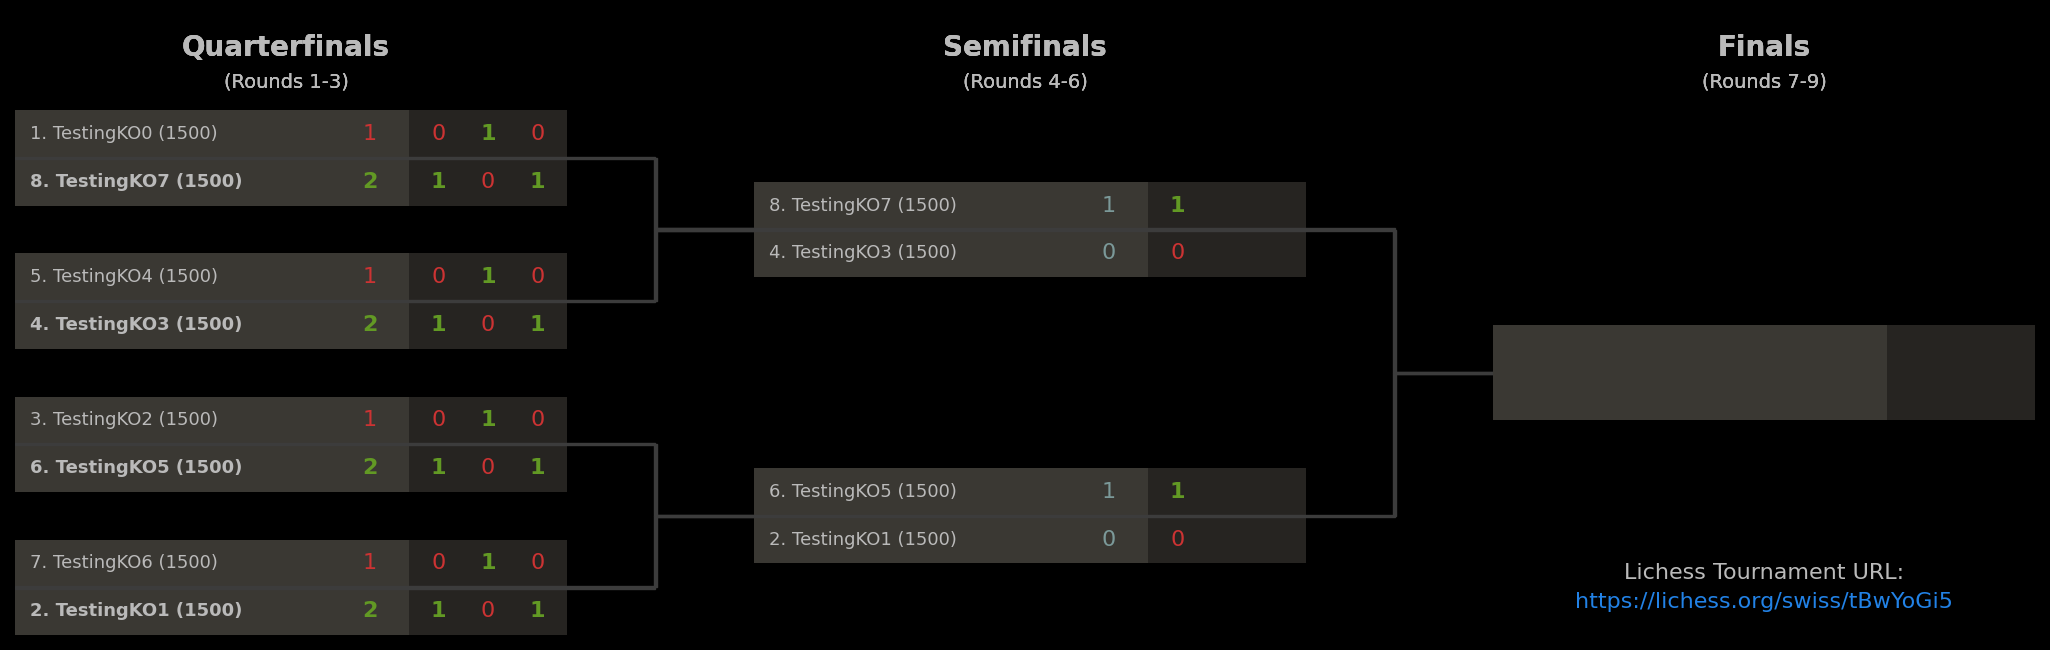 Quarterfinals
(Rounds 1-3)
1. TestingKO0 (1500) 1 0 1 0
8. TestingKO7 (1500) 2 1 0 1
5. TestingKO4 (1500) 1 0 1 0
4. TestingKO3 (1500) 2 1 0 1
3. TestingKO2 (1500) 1 0 1 0
6. TestingKO5 (1500) 2 1 0 1
7. TestingKO6 (1500) 1 0 1 0
2. TestingKO1 (1500) 2 1 0 1
Semifinals
(Rounds 4-6)
8. TestingKO7 (1500) 1 1
4. TestingKO3 (1500) 0 0
6. TestingKO5 (1500) 1 1
2. TestingKO1 (1500) 0 0
Finals
(Rounds 7-9)
Lichess Tournament URL:
https://lichess.org/swiss/tBwYoGi5